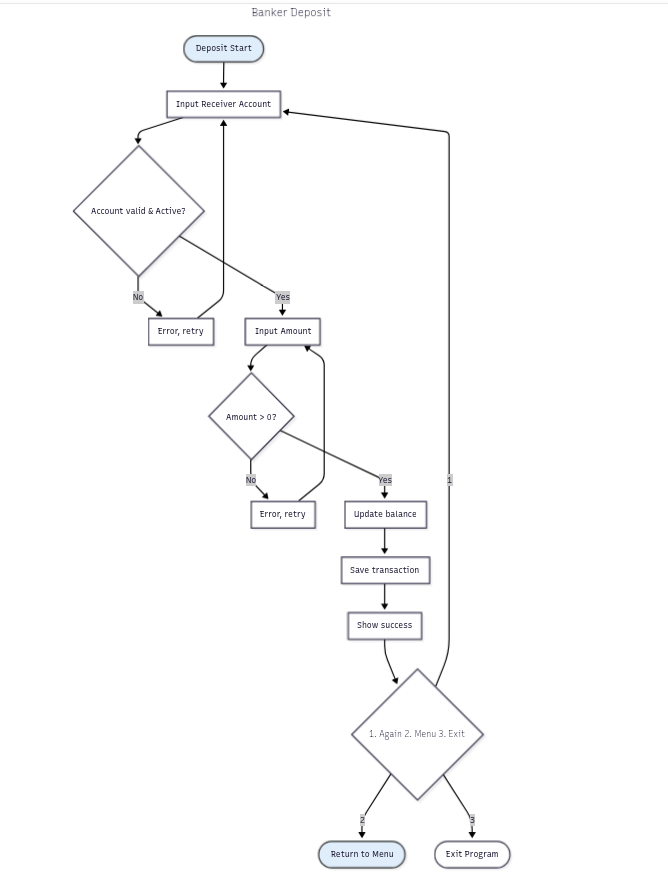 Banker Deposit
Deposit Start
Input Receiver Account
Account valid & Active?
No
Yes
Error, retry
Input Amount
Amount > 0?
No
Yes
1
Error, retry
Update balance
Save transaction
Show success
1. Again 2. Menu 3. Exit
2
3
Return to Menu
Exit Program